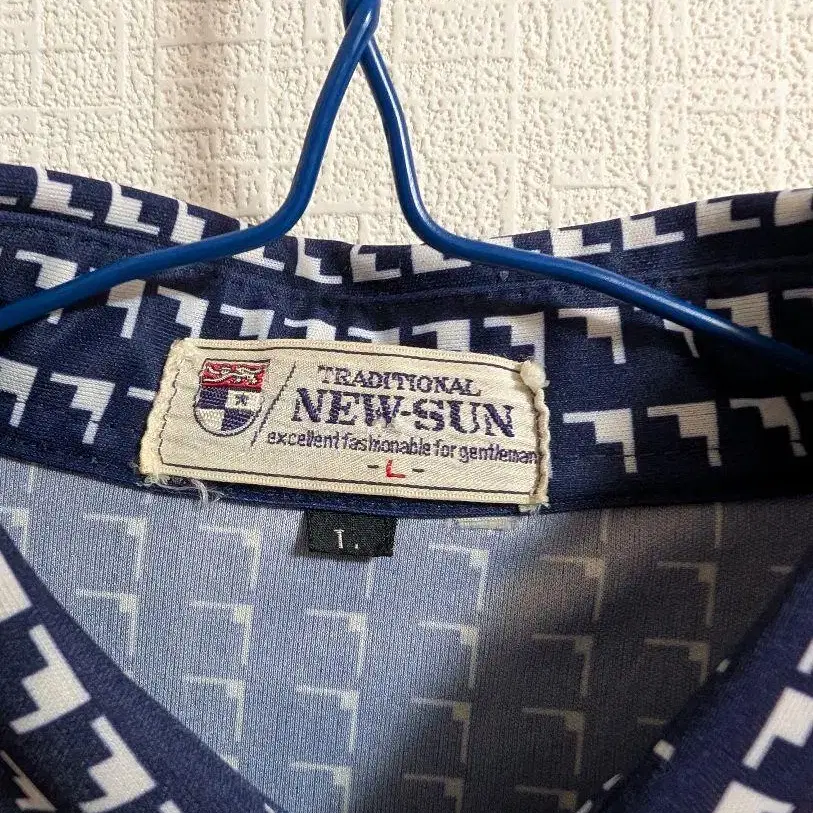 TRADITIONAL
NEW-SUN
excellent fashionable for gentleman
-L-